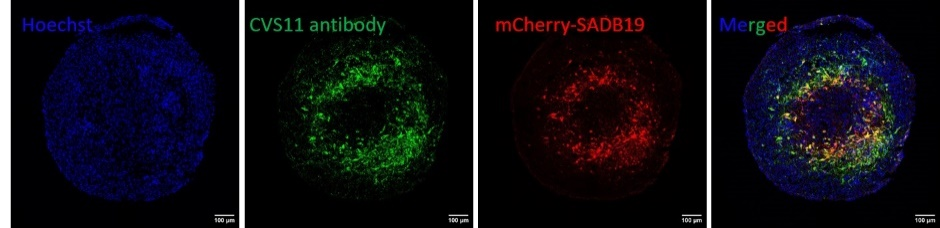 Hoechst
CVS11 antibody
mCherry-SADB19
Merged
100 µm
100 µm
100 µm
100 µm